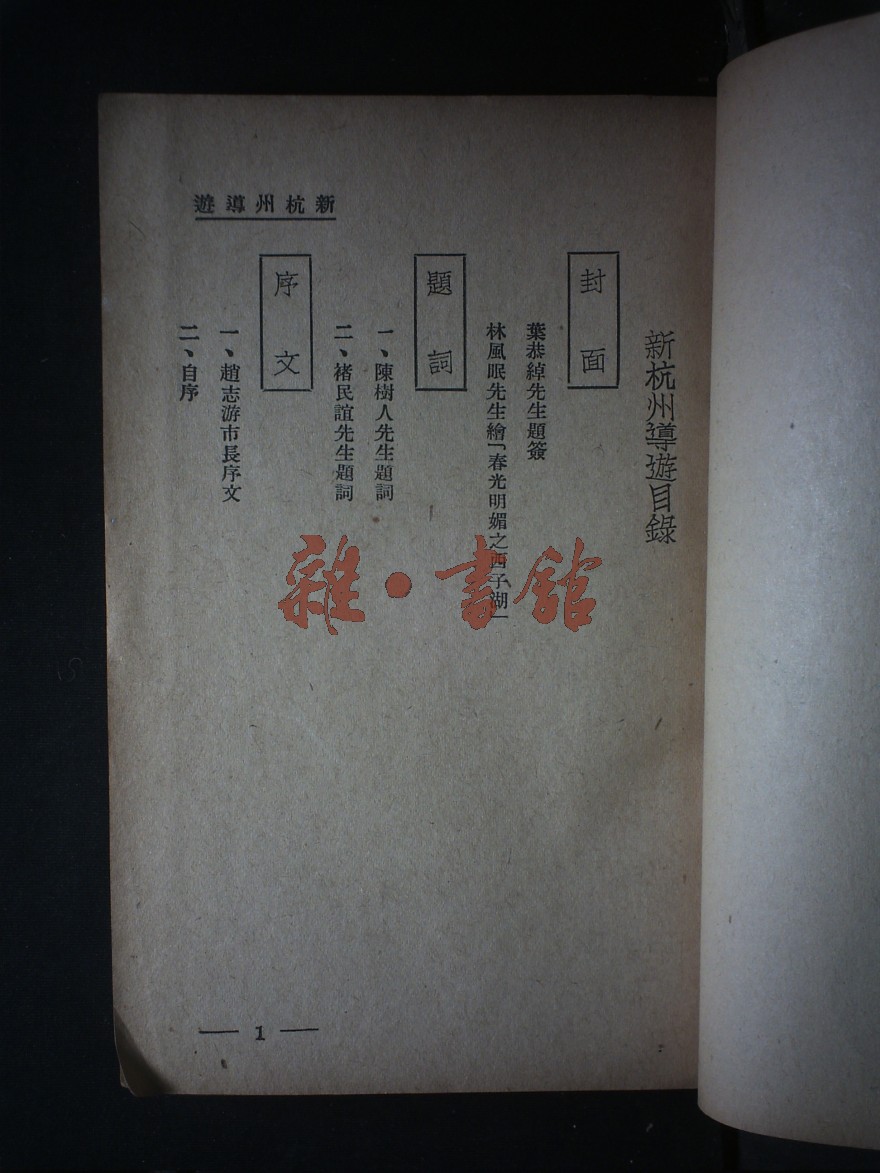 新杭州導遊
新杭州導遊目錄
封面
葉恭綽先生題簽
林風眠先生繪「春光明媚之西子湖」
題詞
一、陳樹人先生題詞
二、褚民誼先生題詞
序文
一、趙志游市長序文
二、自序
雜·書館
— 1 —